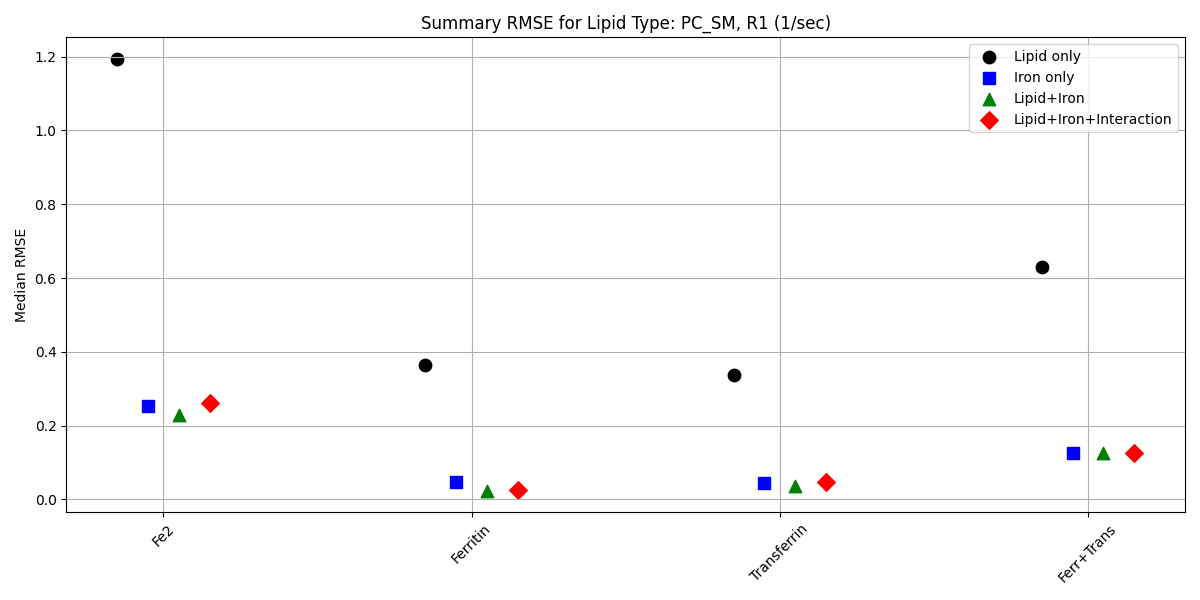 Summary RMSE for Lipid Type: PC_SM, R1 (1/sec)
Median RMSE
1.2
1.0
0.8
0.6
0.4
0.2
0.0
Lipid only
Iron only
Lipid+Iron
Lipid+Iron+Interaction
Fe2
Ferritin
Transferrin
Ferr+Trans